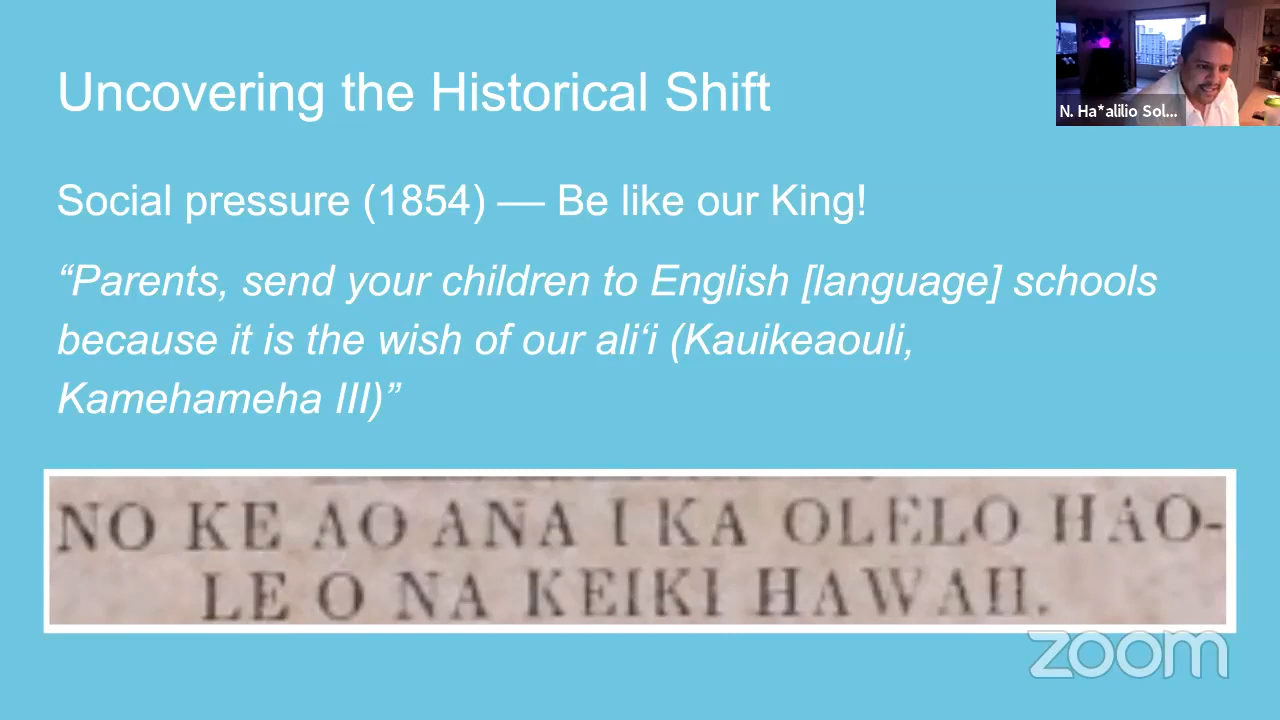 Uncovering the Historical Shift
N. Ha*alilio Sol...
Social pressure (1854) — Be like our King!
“Parents, send your children to English [language] schools
because it is the wish of our ali‘i (Kauikeaouli,
Kamehameha III)”
NO KE AO ANA I KA OLELO HAO-
LE O NA KEIKI HAWAII.
zoom